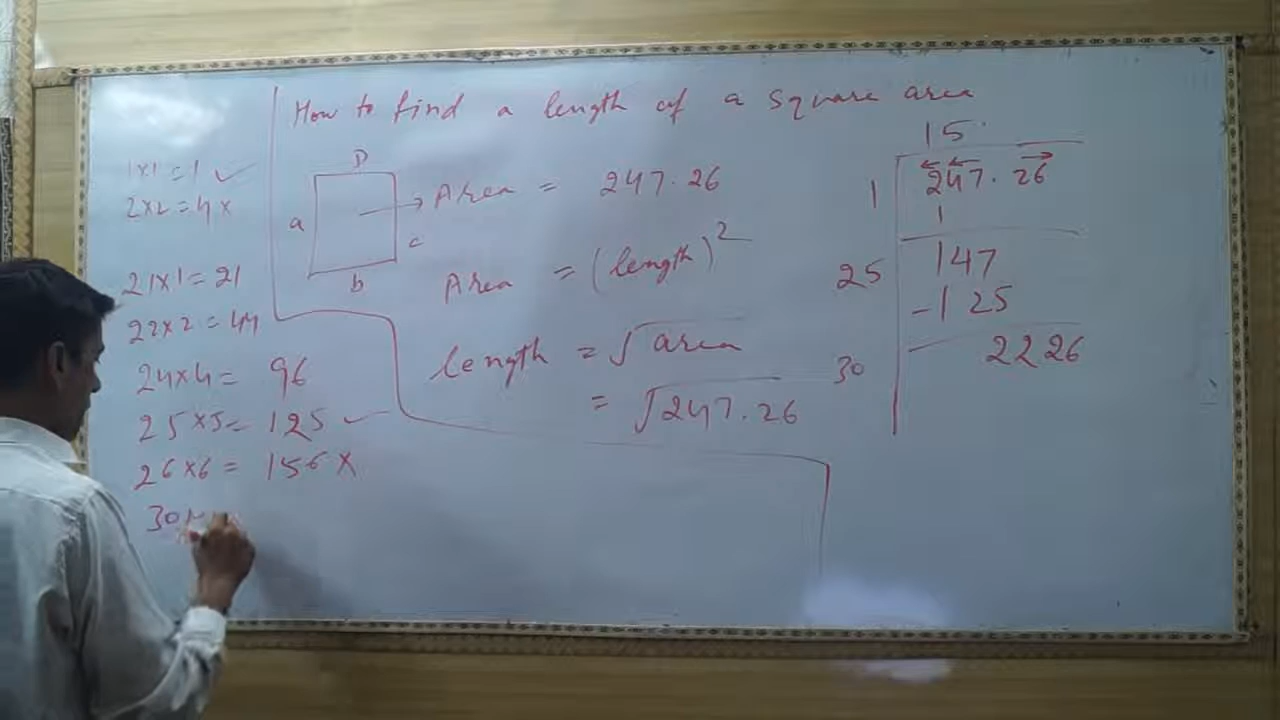 How to find a length of a square area
1x1=1 ✓
2x2=4 x
21x1=21
22x2=44
24x4= 96
25x5= 125 ✓
26x6= 156 x
30
D
a
c
b
Area = 247.26
Area = (length)²
length = √area
= √247.26
15.
1
247.26
1
147
25
-125
2226
30